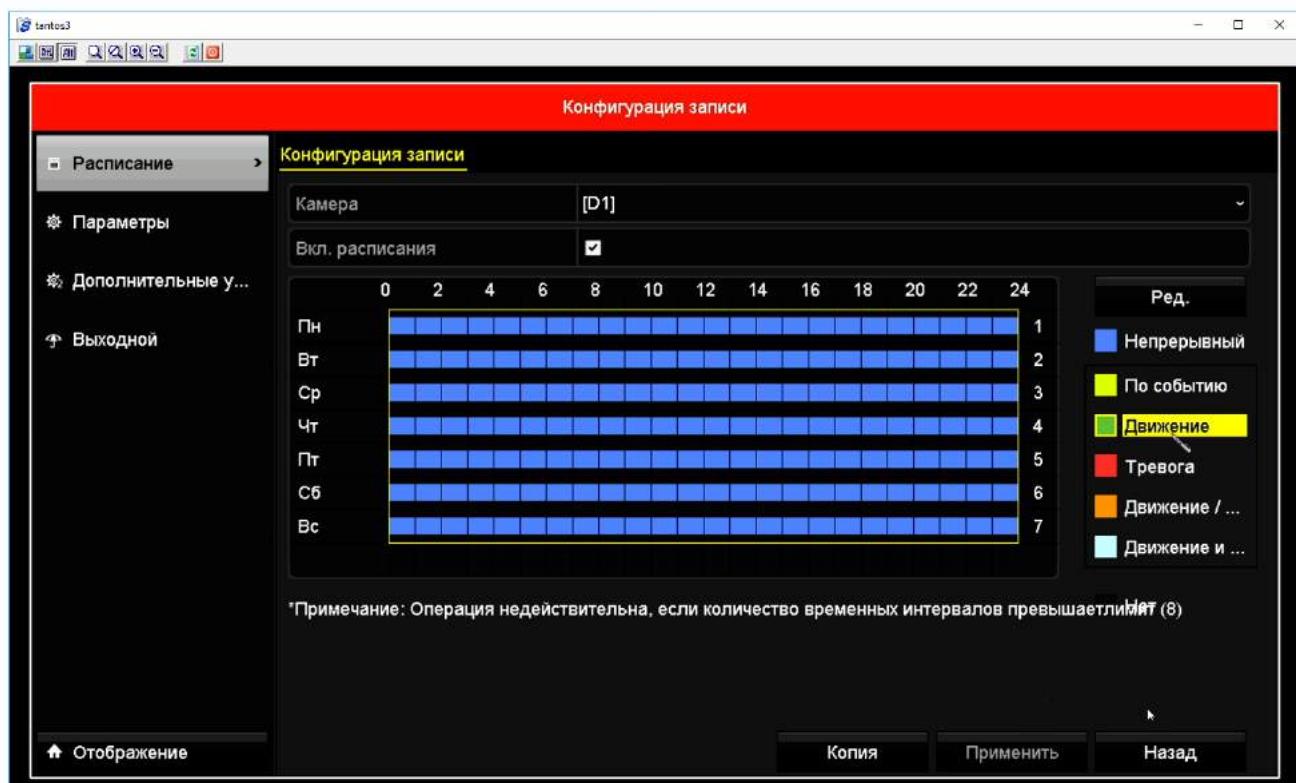 tantos3
Конфигурация записи
Расписание
Параметры
Дополнительные у...
Выходной
Отображение
Конфигурация записи
Камера [D1]
Вкл. расписания
0 2 4 6 8 10 12 14 16 18 20 22 24
Пн 1
Вт 2
Ср 3
Чт 4
Пт 5
Сб 6
Вс 7
Ред.
Непрерывный
По событию
Движение
Тревога
Движение / ...
Движение и ...
Нет
*Примечание: Операция недействительна, если количество временных интервалов превышаетлимит (8)
Копия
Применить
Назад